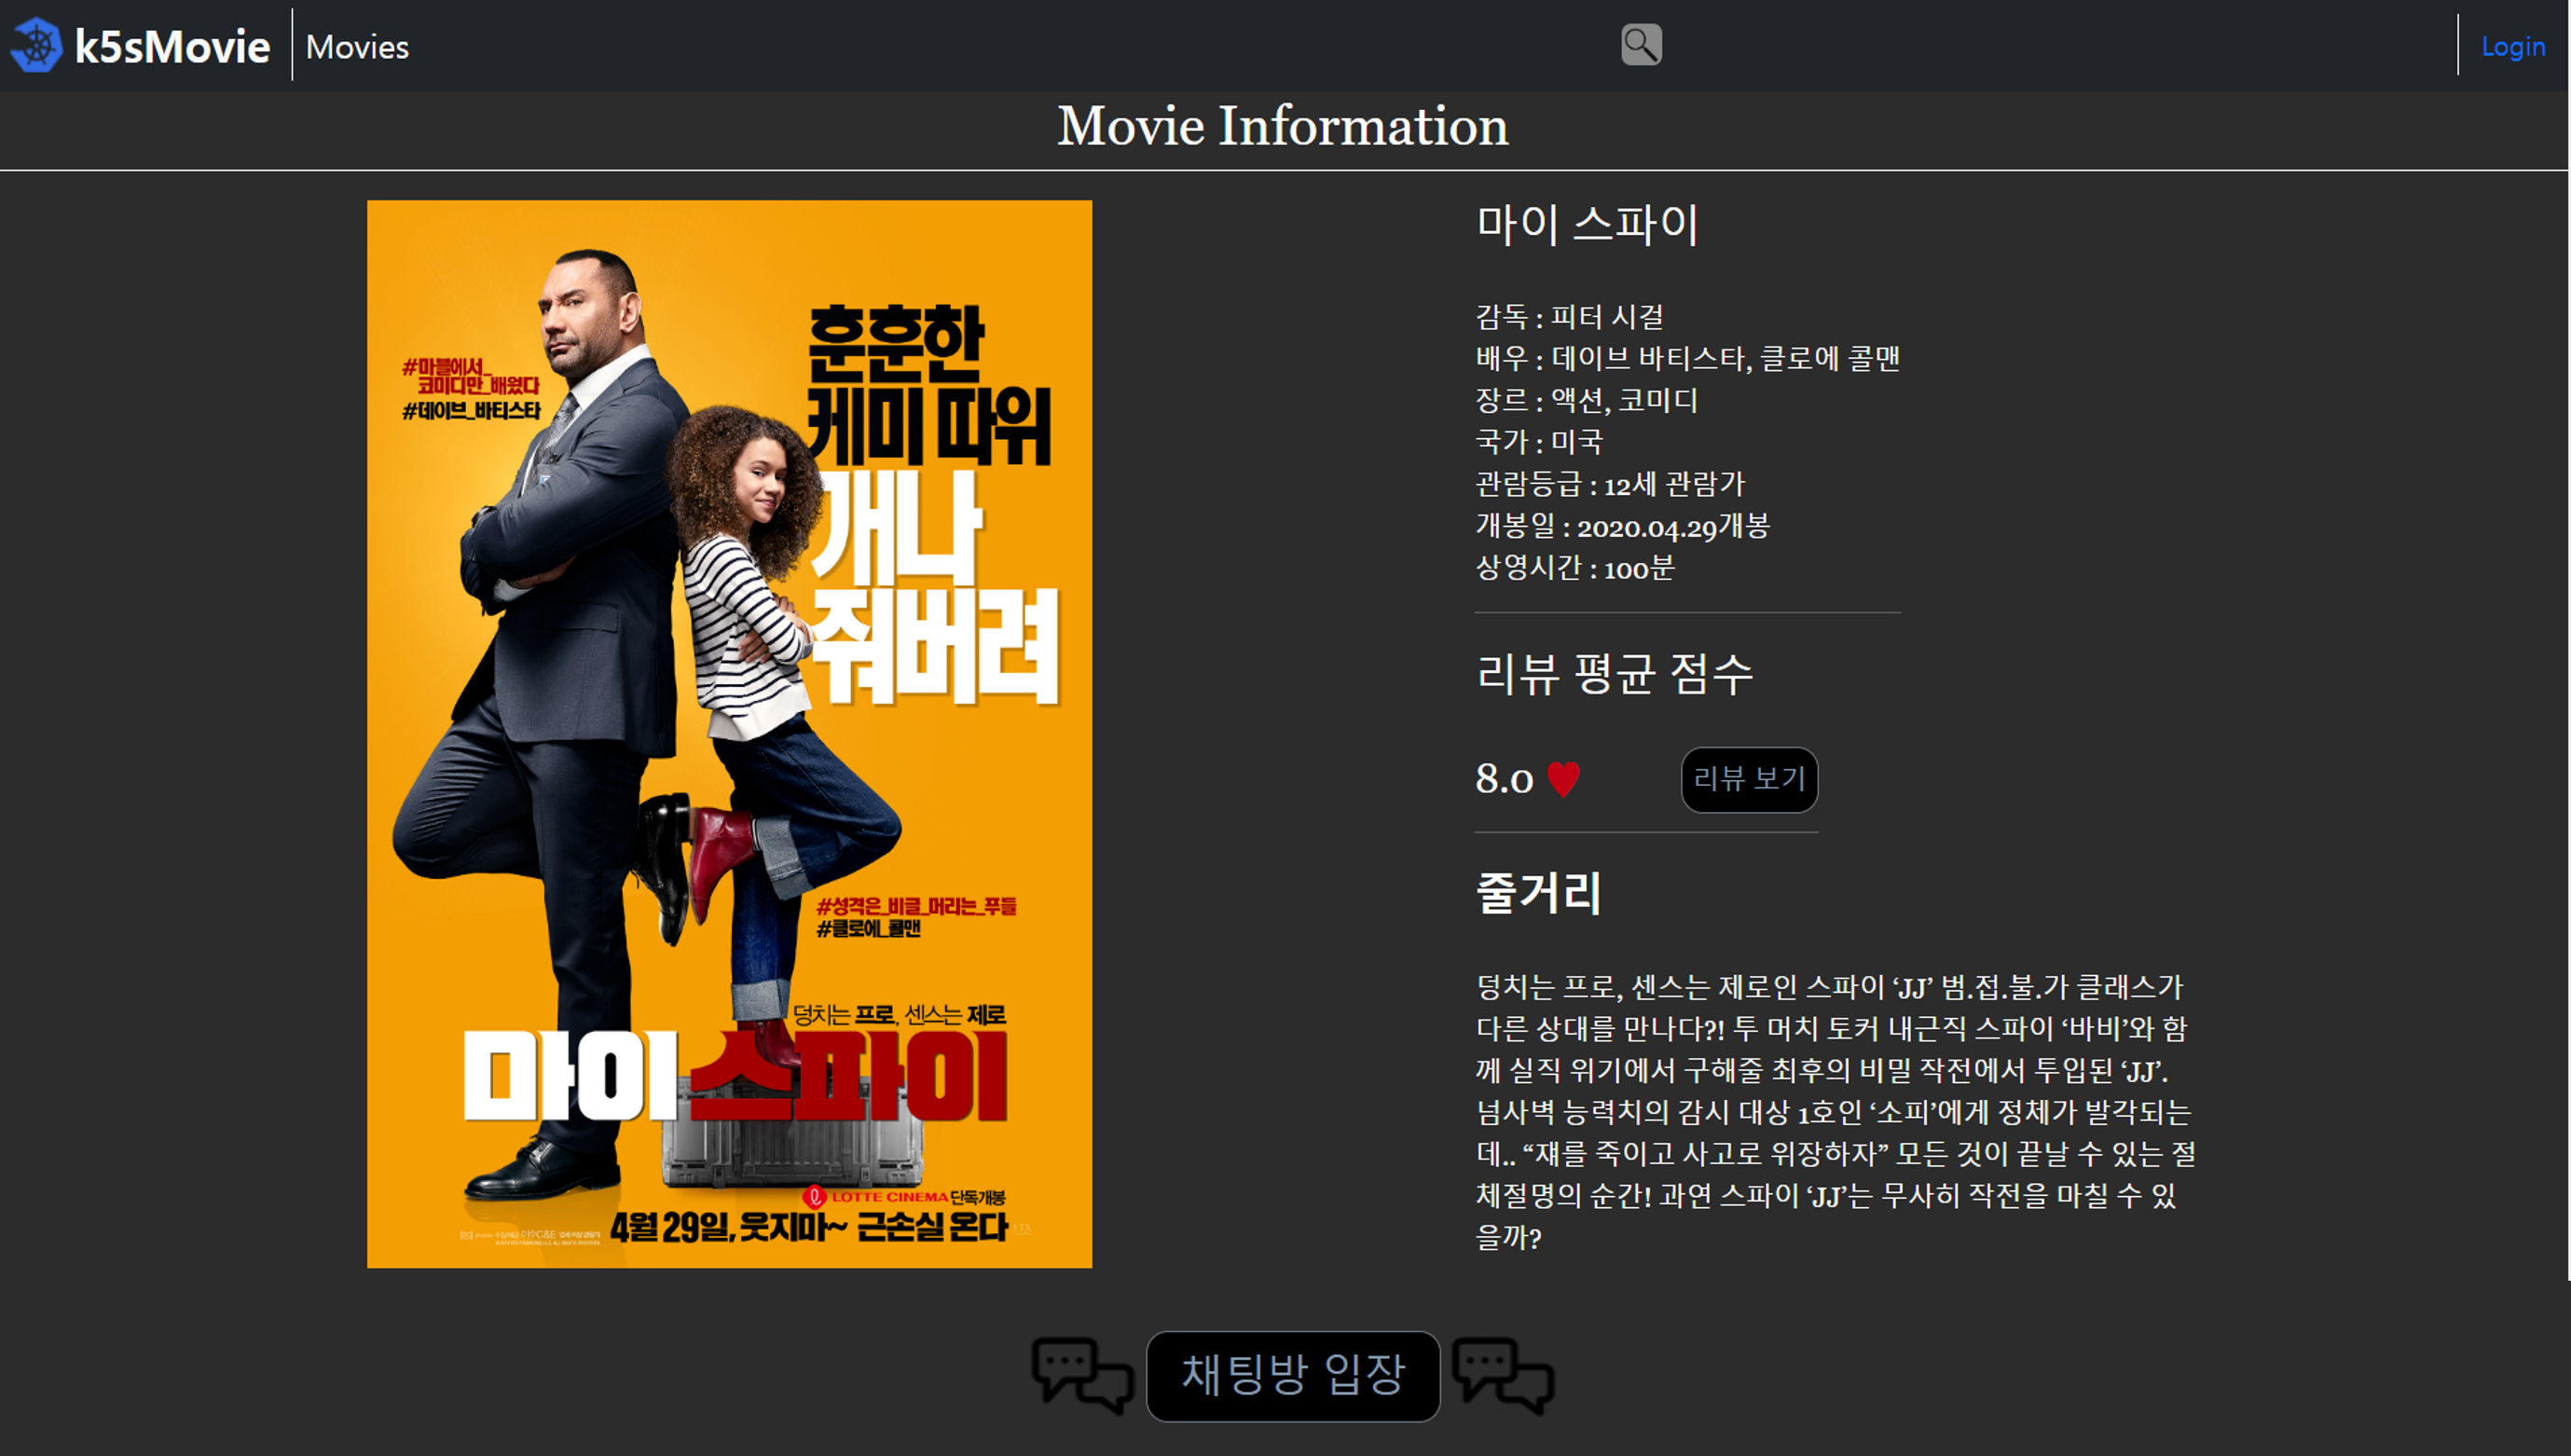 k5sMovie
Movies
Login
Movie Information
#마블에서_
코미디만_배웠다
#데이브_바티스타
훈훈한
케미 따위
개나
줘버려
#성격은_비글_머리는_푸들
#클로에_콜맨
덩치는 프로, 센스는 제로
마이 스파이
LOTTE CINEMA 단독개봉
4월 29일, 웃지마~ 근손실 온다
마이 스파이
감독 : 피터 시걸
배우 : 데이브 바티스타, 클로에 콜맨
장르 : 액션, 코미디
국가 : 미국
관람등급 : 12세 관람가
개봉일 : 2020.04.29개봉
상영시간 : 100분
리뷰 평균 점수
8.0
리뷰 보기
줄거리
덩치는 프로, 센스는 제로인 스파이 ‘JJ’ 범.접.불.가 클래스가
다른 상대를 만나다?! 투 머치 토커 내근직 스파이 ‘바비’와 함
께 실직 위기에서 구해줄 최후의 비밀 작전에서 투입된 ‘JJ’.
넘사벽 능력치의 감시 대상 1호인 ‘소피’에게 정체가 발각되는
데.. “쟤를 죽이고 사고로 위장하자” 모든 것이 끝날 수 있는 절
체절명의 순간! 과연 스파이 ‘JJ’는 무사히 작전을 마칠 수 있
을까?
채팅방 입장